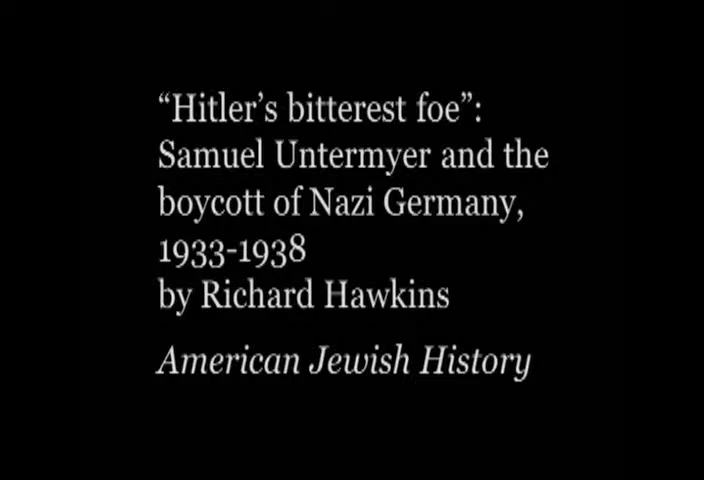 “Hitler’s bitterest foe”:
Samuel Untermyer and the
boycott of Nazi Germany,
1933-1938
by Richard Hawkins
American Jewish History